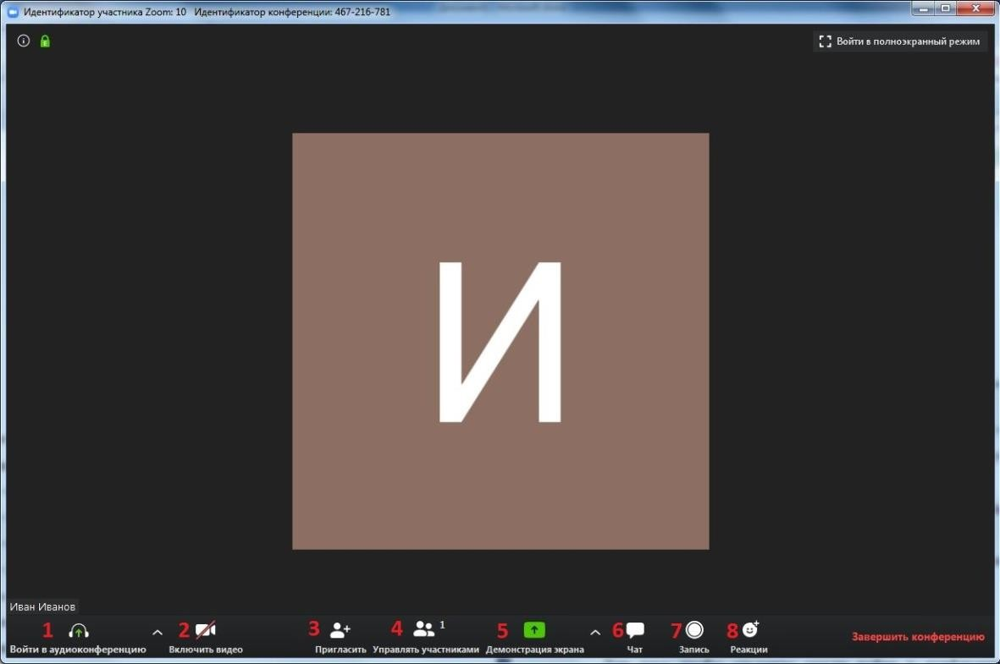 Идентификатор участника Zoom: 10 Идентификатор конференции: 467-216-781
Войти в полноэкранный режим
И
Иван Иванов
1 2 3 4 1 5 6 7 8
Войти в аудиоконференцию Включить видео Пригласить Управлять участниками Демонстрация экрана Чат Запись Реакции Завершить конференцию